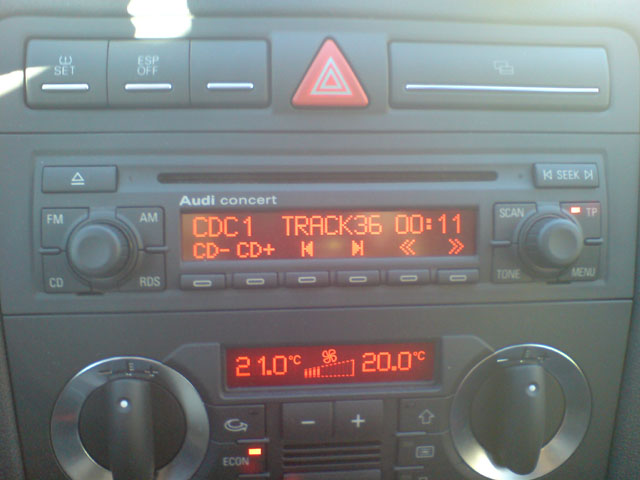 SET
ESP
OFF
SEEK
Audi concert
FM
AM
CD
RDS
CDC1 TRACK36 00:11
CD- CD+
SCAN
TP
TONE
MENU
21.0°C
20.0°C
- +
ECON